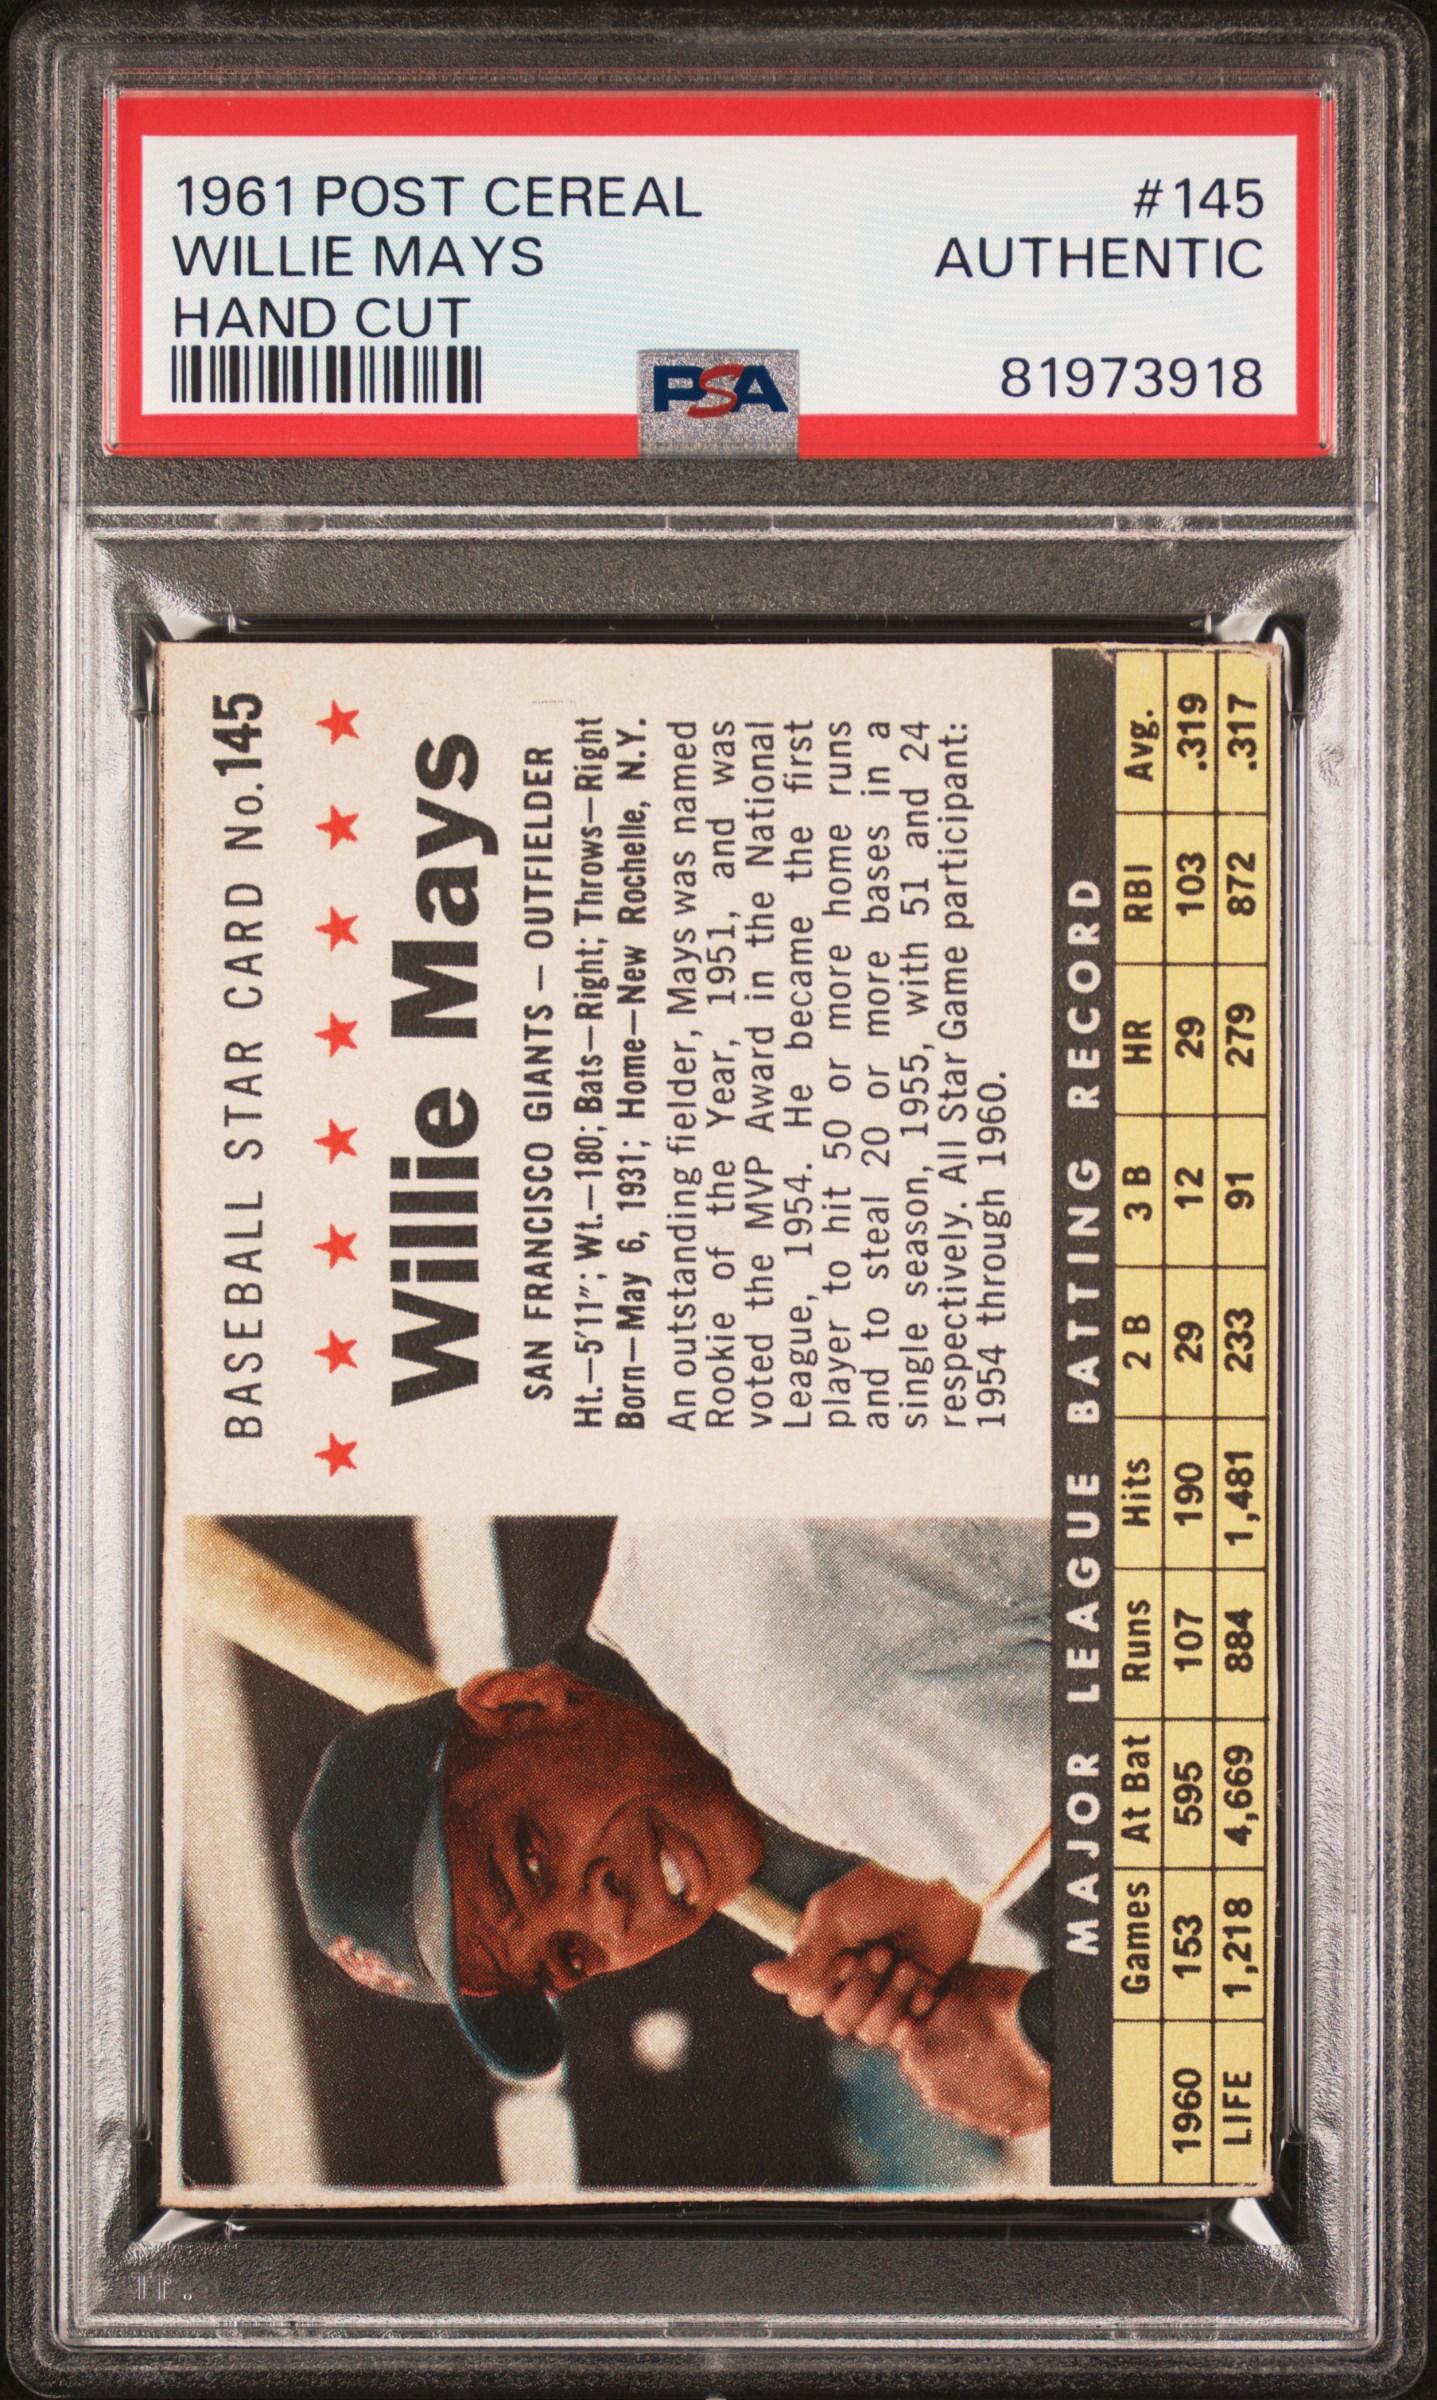 1961 POST CEREAL #145
WILLIE MAYS AUTHENTIC
HAND CUT
PSA 81973918
BASEBALL STAR CARD No.145
Willie Mays
SAN FRANCISCO GIANTS — OUTFIELDER
Ht.—5'11"; Wt.—180; Bats—Right; Throws—Right
Born—May 6, 1931; Home—New Rochelle, N.Y.
An outstanding fielder, Mays was named
Rookie of the Year, 1951, and was
voted the MVP Award in the National
League, 1954. He became the first
player to hit 50 or more home runs
and to steal 20 or more bases in a
single season, 1955, with 51 and 24
respectively. All Star Game participant:
1954 through 1960.
MAJOR LEAGUE BATTING RECORD
Games At Bat Runs Hits 2 B 3 B HR RBI Avg.
1960 153 595 107 190 29 12 29 103 .319
LIFE 1,218 4,669 884 1,481 233 91 279 872 .317